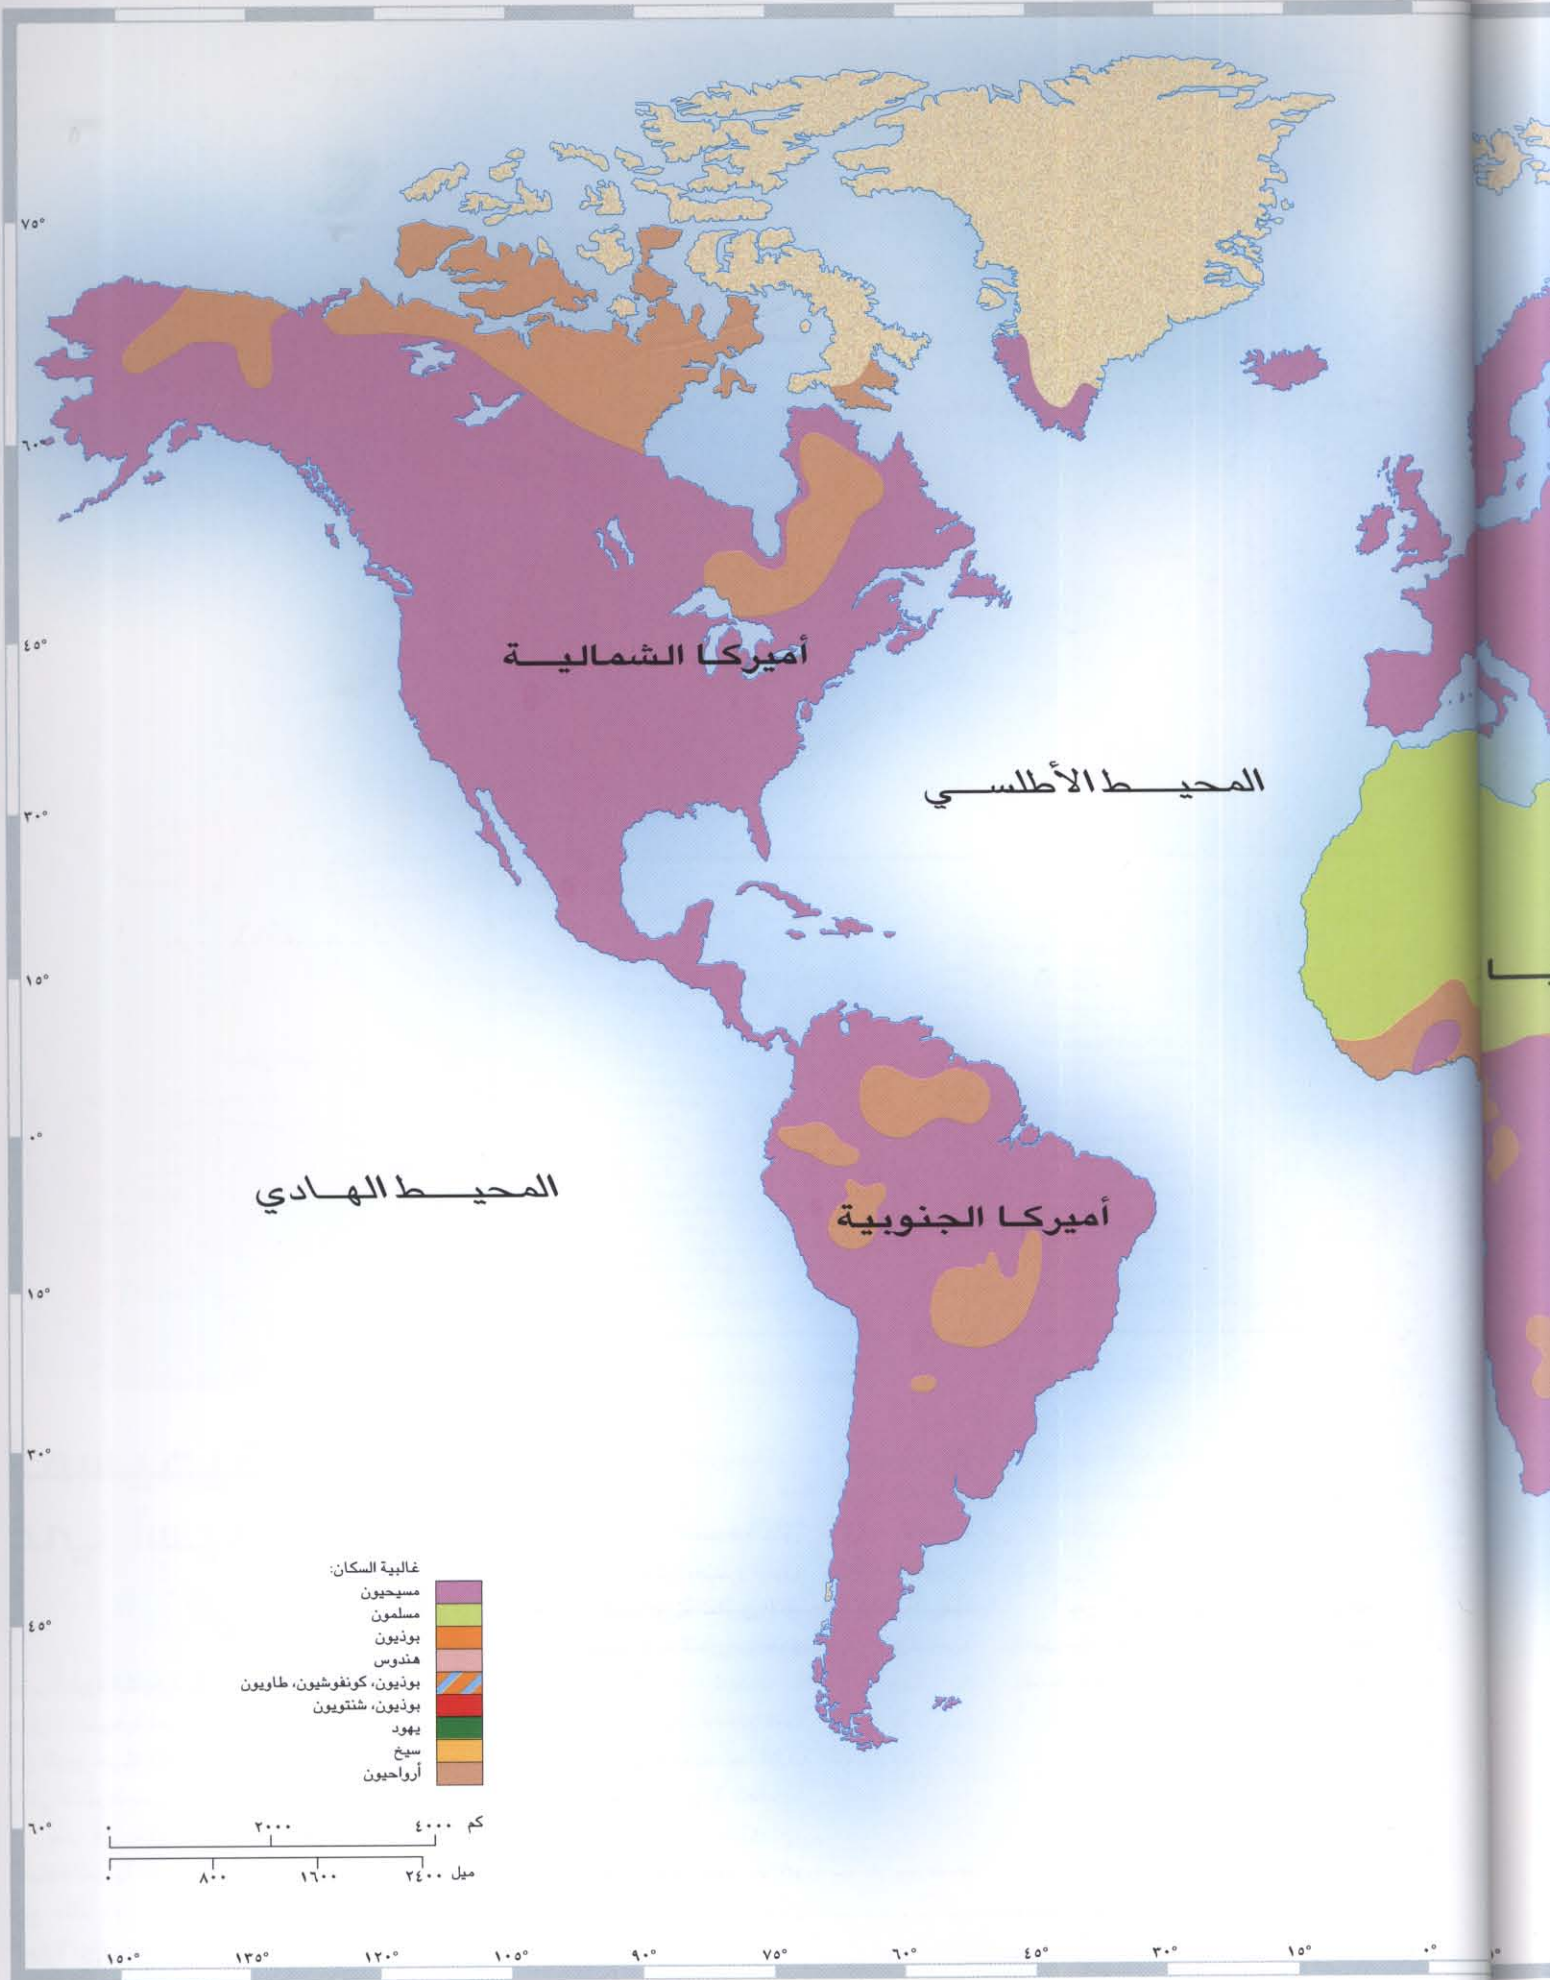 ٧٥°
٦٠°
٤٥°
٣٠°
١٥°
٠°
١٥°
٣٠°
٤٥°
٦٠°
أميركا الشمالية
المحيط الأطلسي
المحيط الهادي
أميركا الجنوبية
غالبية السكان:
مسيحيون
مسلمون
بوذيون
هندوس
بوذيون، كونفوشيون، طاويون
بوذيون، شنتويون
يهود
سيخ
أرواحيون
٠ ٢٠٠٠ ٤٠٠٠ كم
٠ ٨٠٠ ١٦٠٠ ٢٤٠٠ ميل
١٥٠° ١٣٥° ١٢٠° ١٠٥° ٩٠° ٧٥° ٦٠° ٤٥° ٣٠° ١٥° ٠°